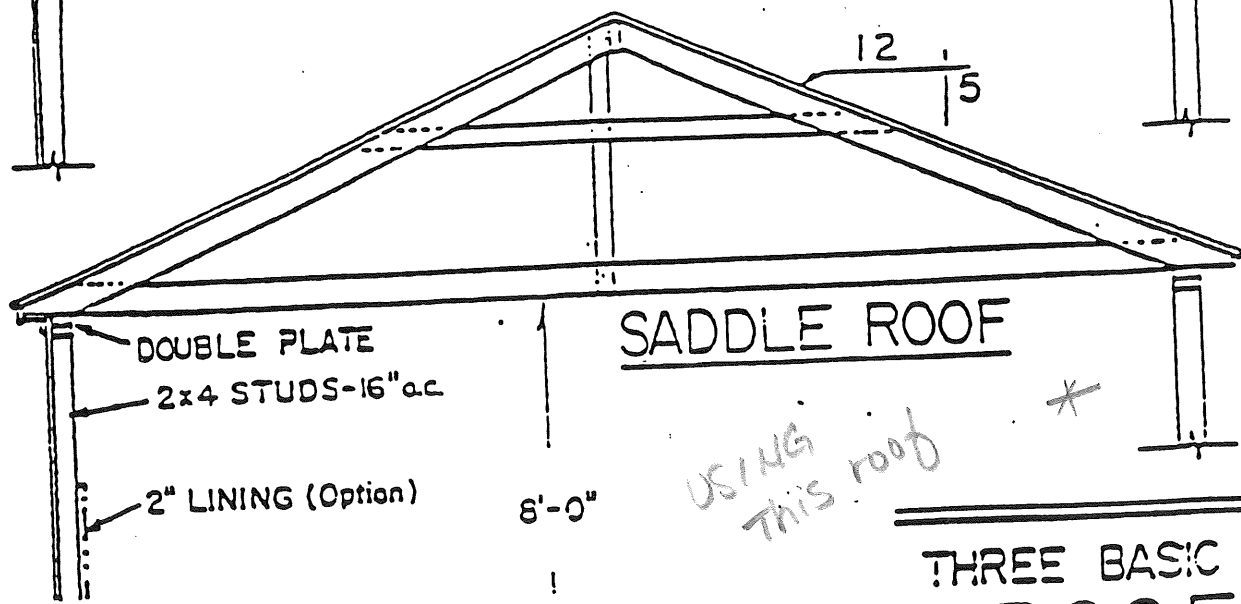 12
5
SADDLE ROOF
DOUBLE PLATE
2x4 STUDS-16" o.c.
2" LINING (Option)
8'-0"
USING
This roof *
THREE BASIC